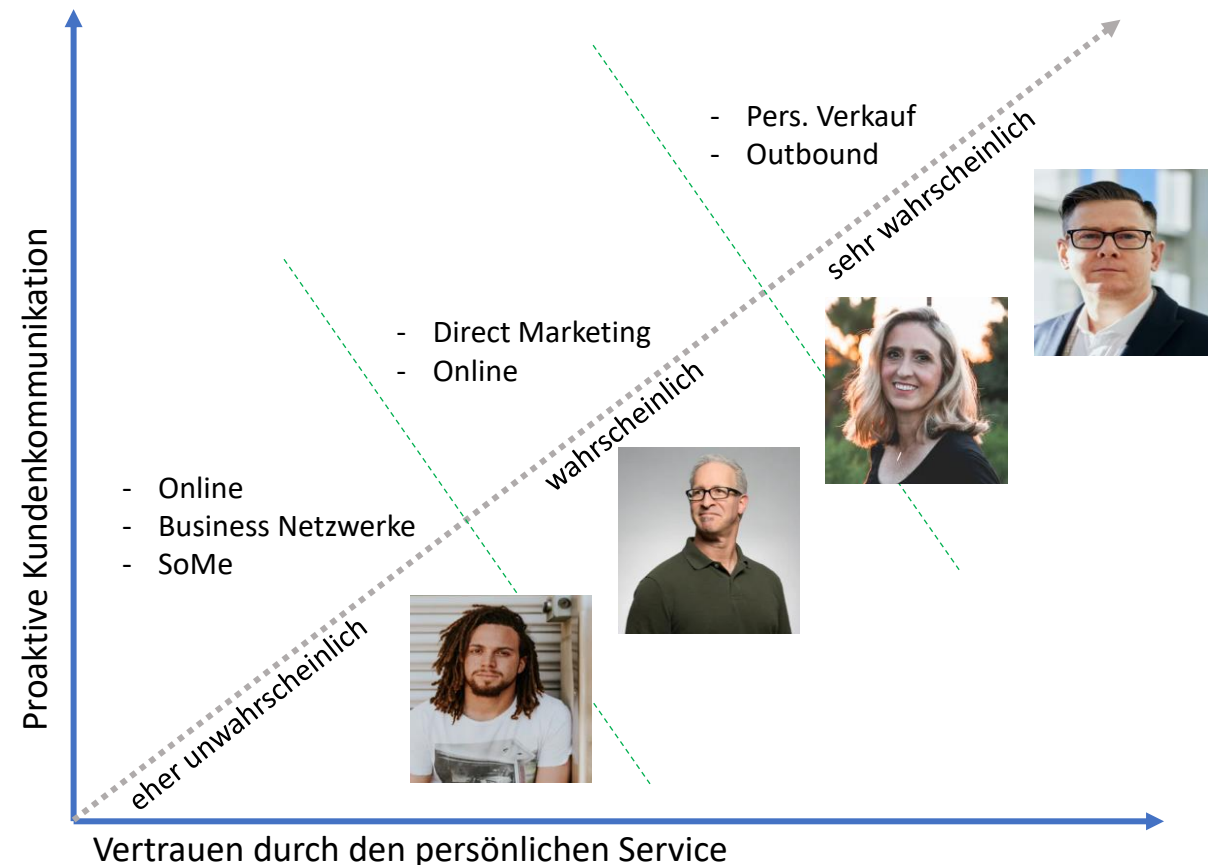 - Pers. Verkauf
- Outbound
sehr wahrscheinlich
- Direct Marketing
- Online
wahrscheinlich
- Online
- Business Netzwerke
- SoMe
eher unwahrscheinlich
Proaktive Kundenkommunikation
Vertrauen durch den persönlichen Service